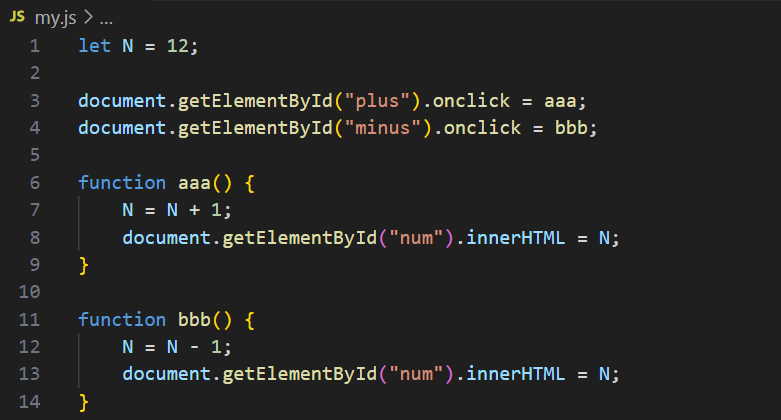 JS my.js > ...
1 let N = 12;
2
3 document.getElementById("plus").onclick = aaa;
4 document.getElementById("minus").onclick = bbb;
5
6 function aaa() {
7     N = N + 1;
8     document.getElementById("num").innerHTML = N;
9 }
10
11 function bbb() {
12     N = N - 1;
13     document.getElementById("num").innerHTML = N;
14 }